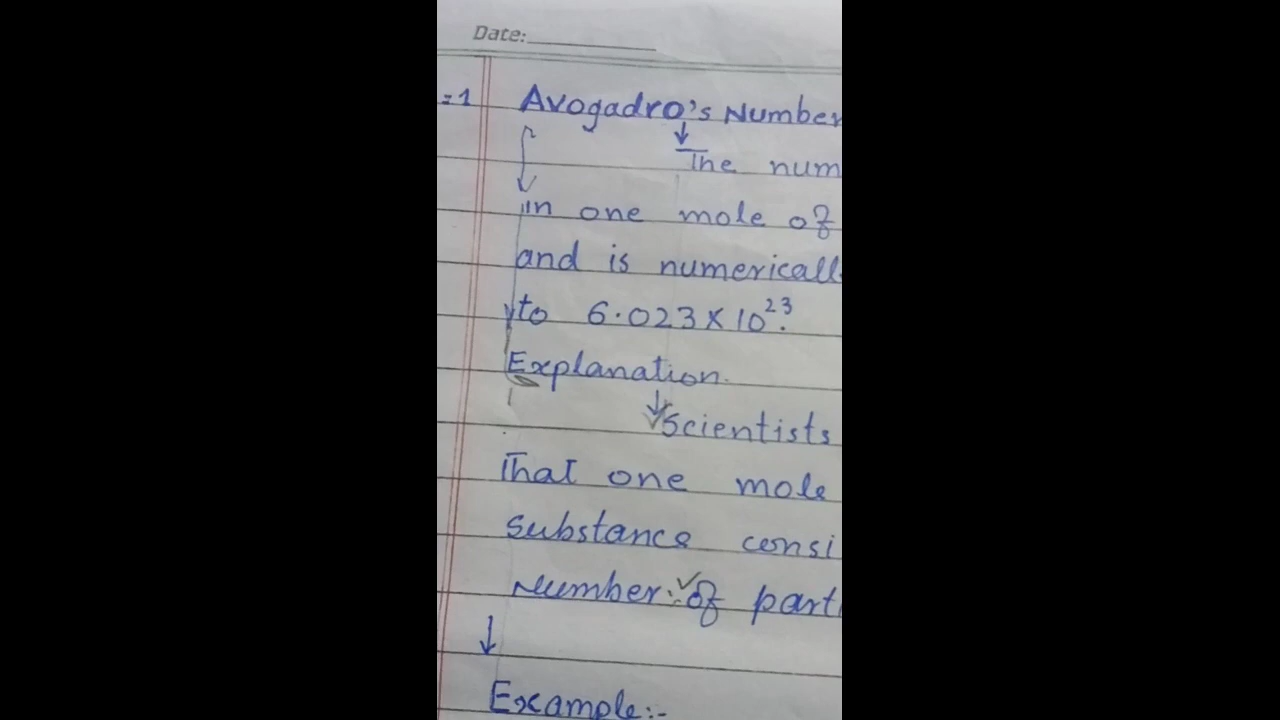 Date:
=1 Avogadro's Number
The num
in one mole of
and is numericall
to 6.023×10²³.
Explanation.
Scientists
That one mole
substance consi
Number of part
Example:-